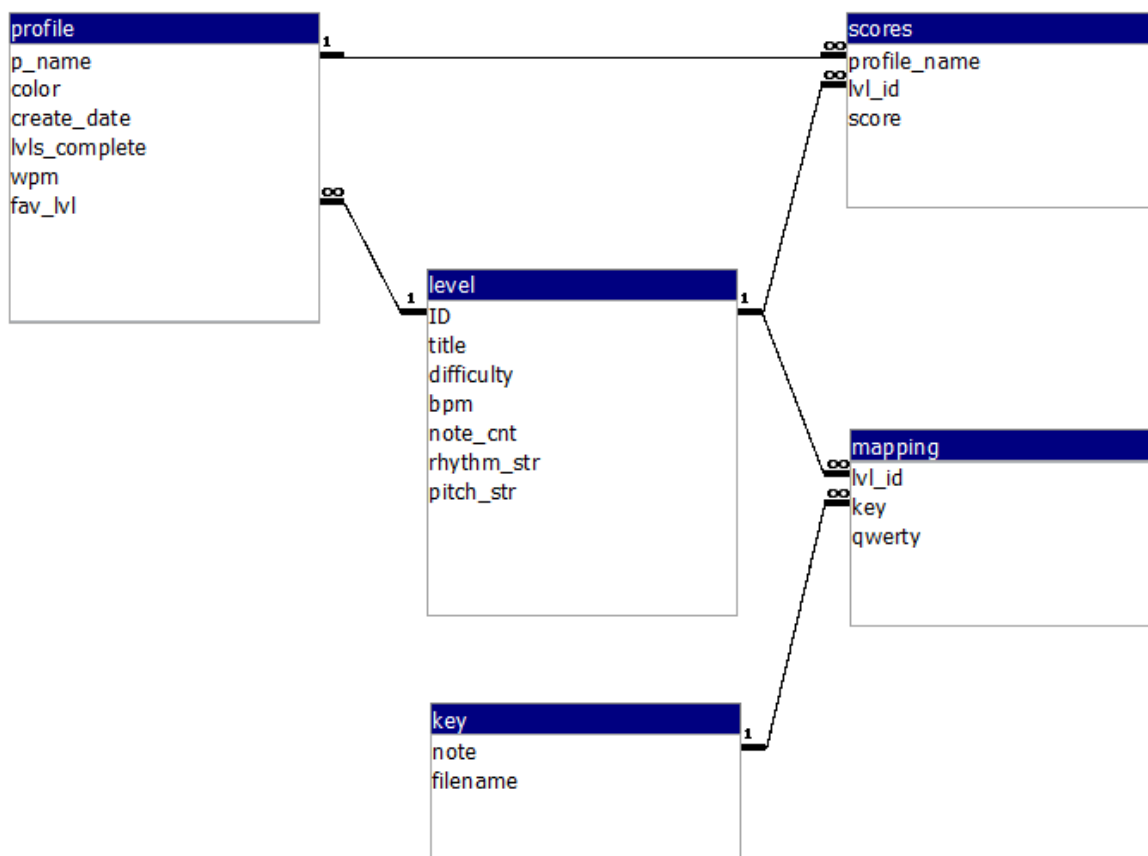 profile
p_name
color
create_date
lvls_complete
wpm
fav_lvl
1
∞
scores
profile_name
lvl_id
score
∞
∞
level
ID
title
difficulty
bpm
note_cnt
rhythm_str
pitch_str
1
1
mapping
lvl_id
key
qwerty
∞
∞
key
note
filename
1